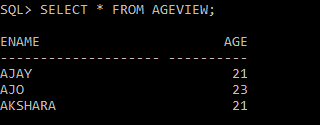 SQL> SELECT * FROM AGEVIEW;
ENAME                       AGE
-------------------- ----------
AJAY                         21
AJO                          23
AKSHARA                      21